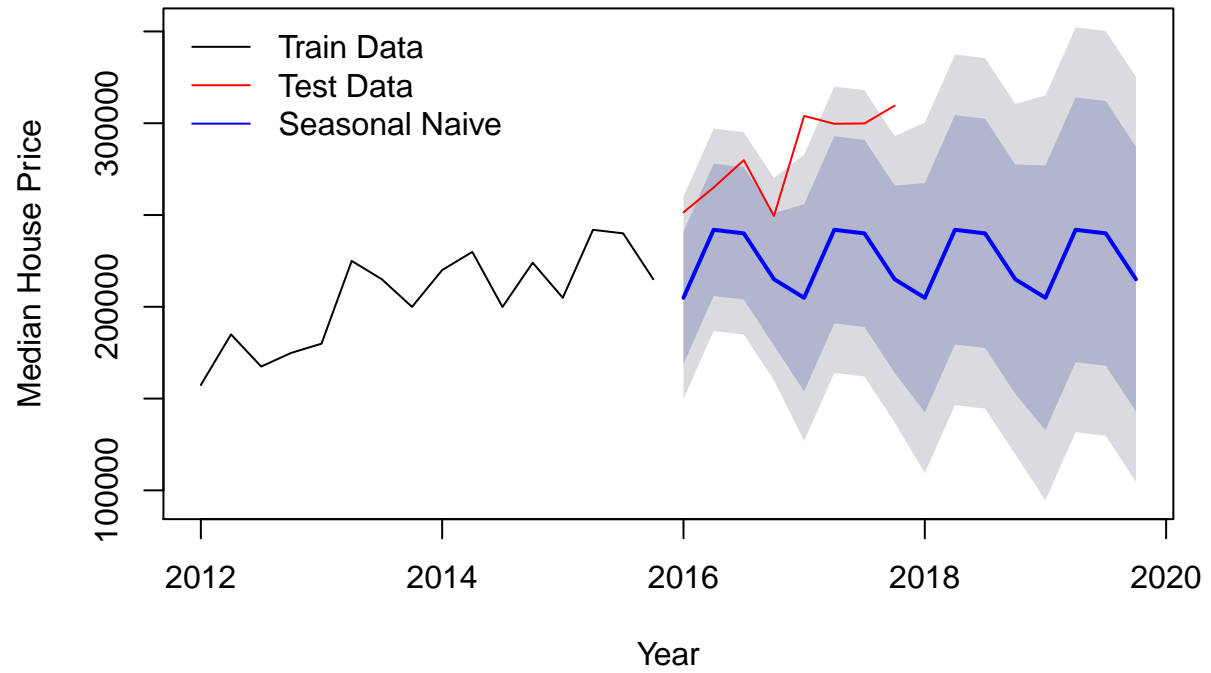 Train Data
Test Data
Seasonal Naive
Median House Price
300000
200000
100000
2012 2014 2016 2018 2020
Year